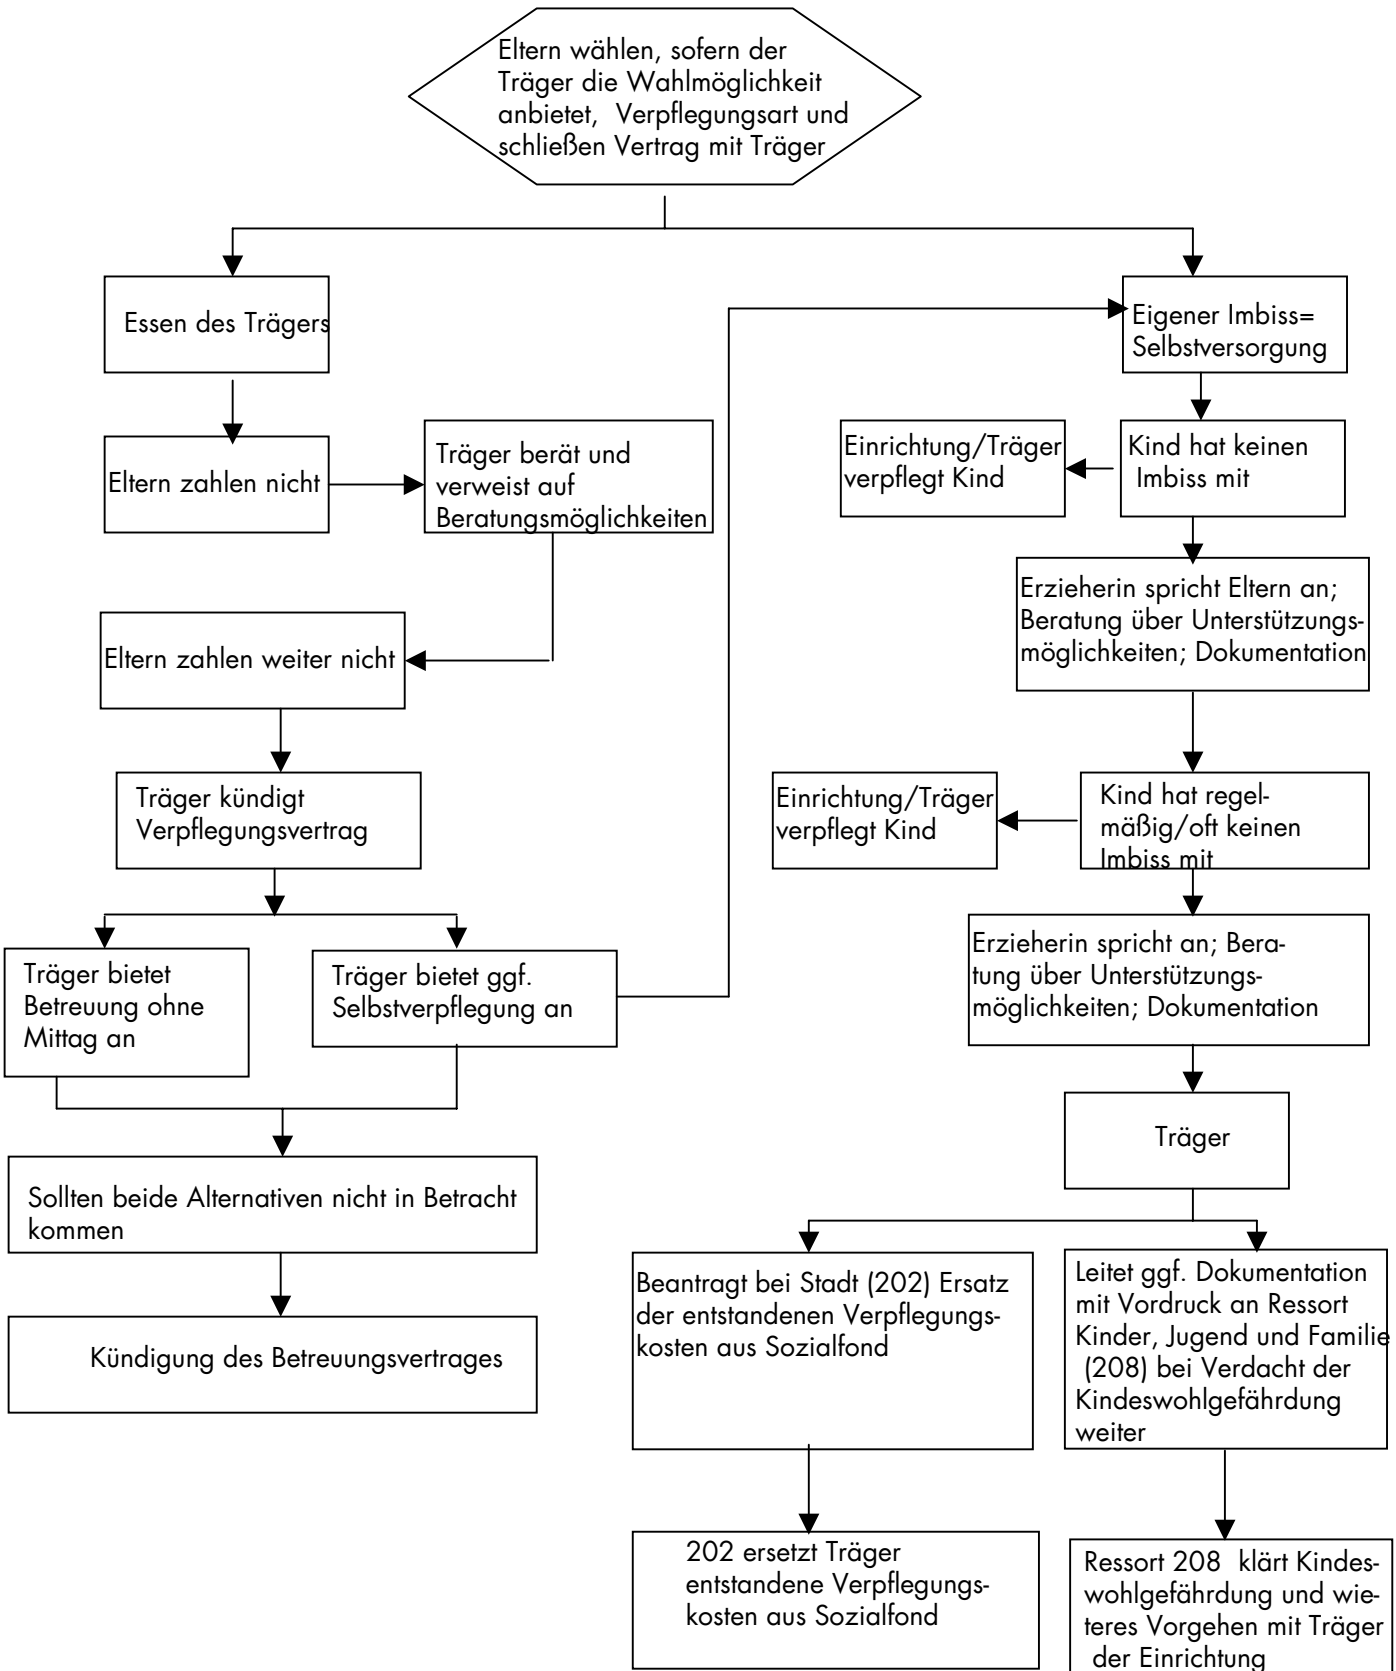 Eltern wählen, sofern der
Träger die Wahlmöglichkeit
anbietet, Verpflegungsart und
schließen Vertrag mit Träger
Essen des Trägers
Eigener Imbiss=
Selbstversorgung
Eltern zahlen nicht
Träger berät und
verweist auf
Beratungsmöglichkeiten
Einrichtung/Träger
verpflegt Kind
Kind hat keinen
Imbiss mit
Erzieherin spricht Eltern an;
Beratung über Unterstützungs-
möglichkeiten; Dokumentation
Eltern zahlen weiter nicht
Träger kündigt
Verpflegungsvertrag
Einrichtung/Träger
verpflegt Kind
Kind hat regel-
mäßig/oft keinen
Imbiss mit
Träger bietet
Betreuung ohne
Mittag an
Träger bietet ggf.
Selbstverpflegung an
Erzieherin spricht an; Bera-
tung über Unterstützungs-
möglichkeiten; Dokumentation
Träger
Sollten beide Alternativen nicht in Betracht
kommen
Kündigung des Betreuungsvertrages
Beantragt bei Stadt (202) Ersatz
der entstandenen Verpflegungs-
kosten aus Sozialfond
Leitet ggf. Dokumentation
mit Vordruck an Ressort
Kinder, Jugend und Familie
(208) bei Verdacht der
Kindeswohlgefährdung
weiter
202 ersetzt Träger
entstandene Verpflegungs-
kosten aus Sozialfond
Ressort 208 klärt Kindes-
wohlgefährdung und wie-
teres Vorgehen mit Träger
der Einrichtung